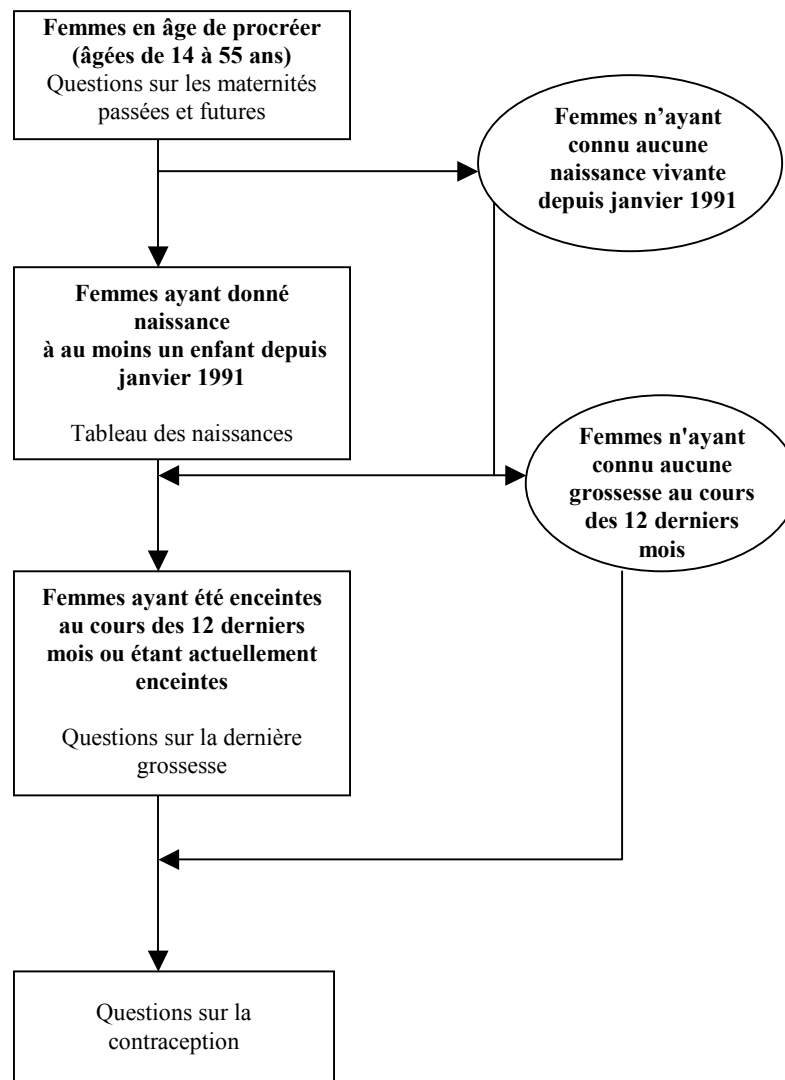 Femmes en âge de procréer
(âgées de 14 à 55 ans)
Questions sur les maternités
passées et futures
Femmes n’ayant
connu aucune
naissance vivante
depuis janvier 1991
Femmes ayant donné
naissance
à au moins un enfant depuis
janvier 1991
Tableau des naissances
Femmes n'ayant
connu aucune
grossesse au cours
des 12 derniers
mois
Femmes ayant été enceintes
au cours des 12 derniers
mois ou étant actuellement
enceintes
Questions sur la dernière
grossesse
Questions sur la
contraception